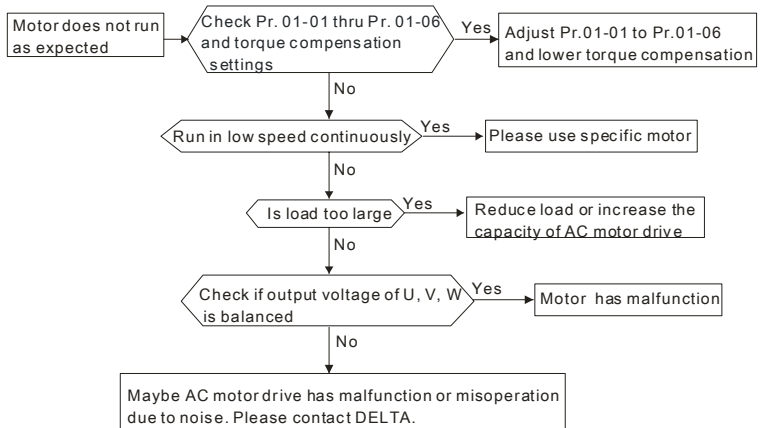 Motor does not run
as expected
Check Pr. 01-01 thru Pr. 01-06
and torque compensation
settings
Yes
Adjust Pr.01-01 to Pr.01-06
and lower torque compensation
No
Run in low speed continuously
Yes
Please use specific motor
No
Is load too large
Yes
Reduce load or increase the
capacity of AC motor drive
No
Check if output voltage of U, V, W
is balanced
Yes
Motor has malfunction
No
Maybe AC motor drive has malfunction or misoperation
due to noise. Please contact DELTA.